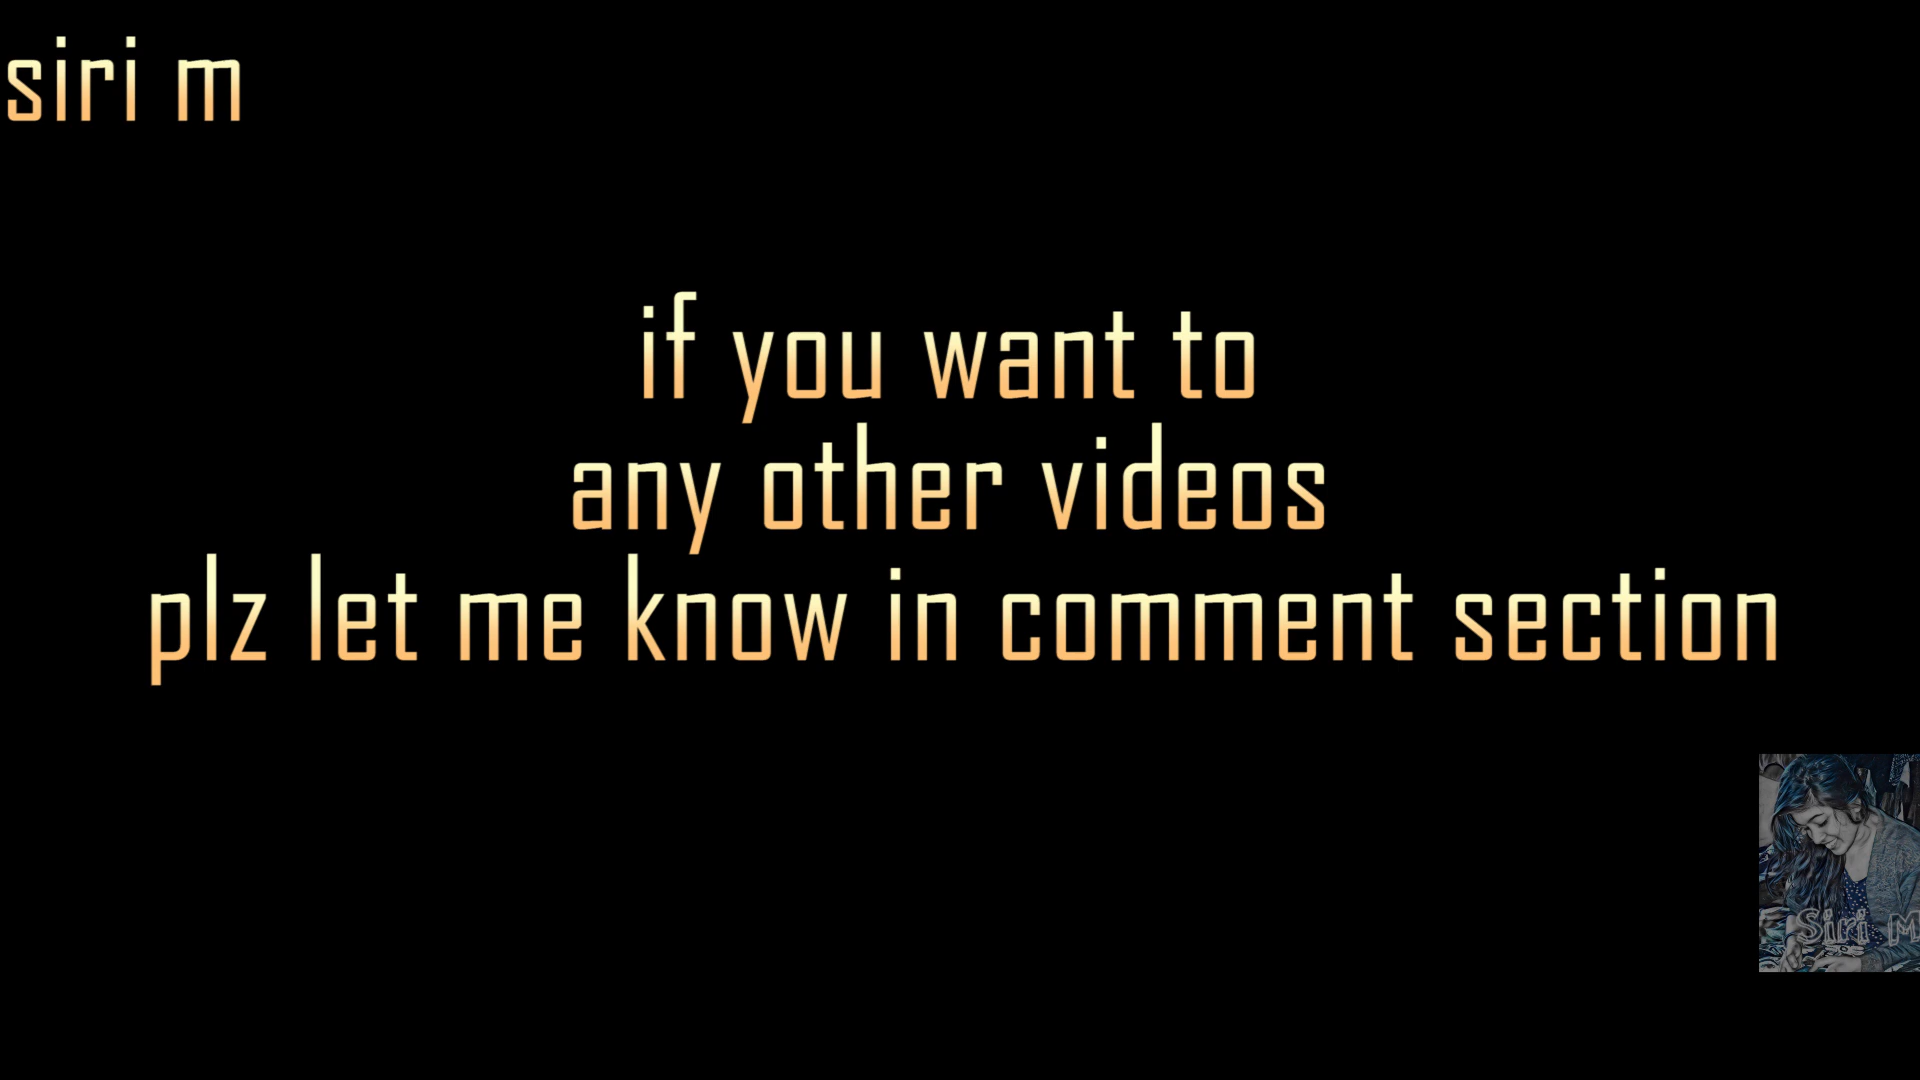 siri m
if you want to
any other videos
plz let me know in comment section
Siri M